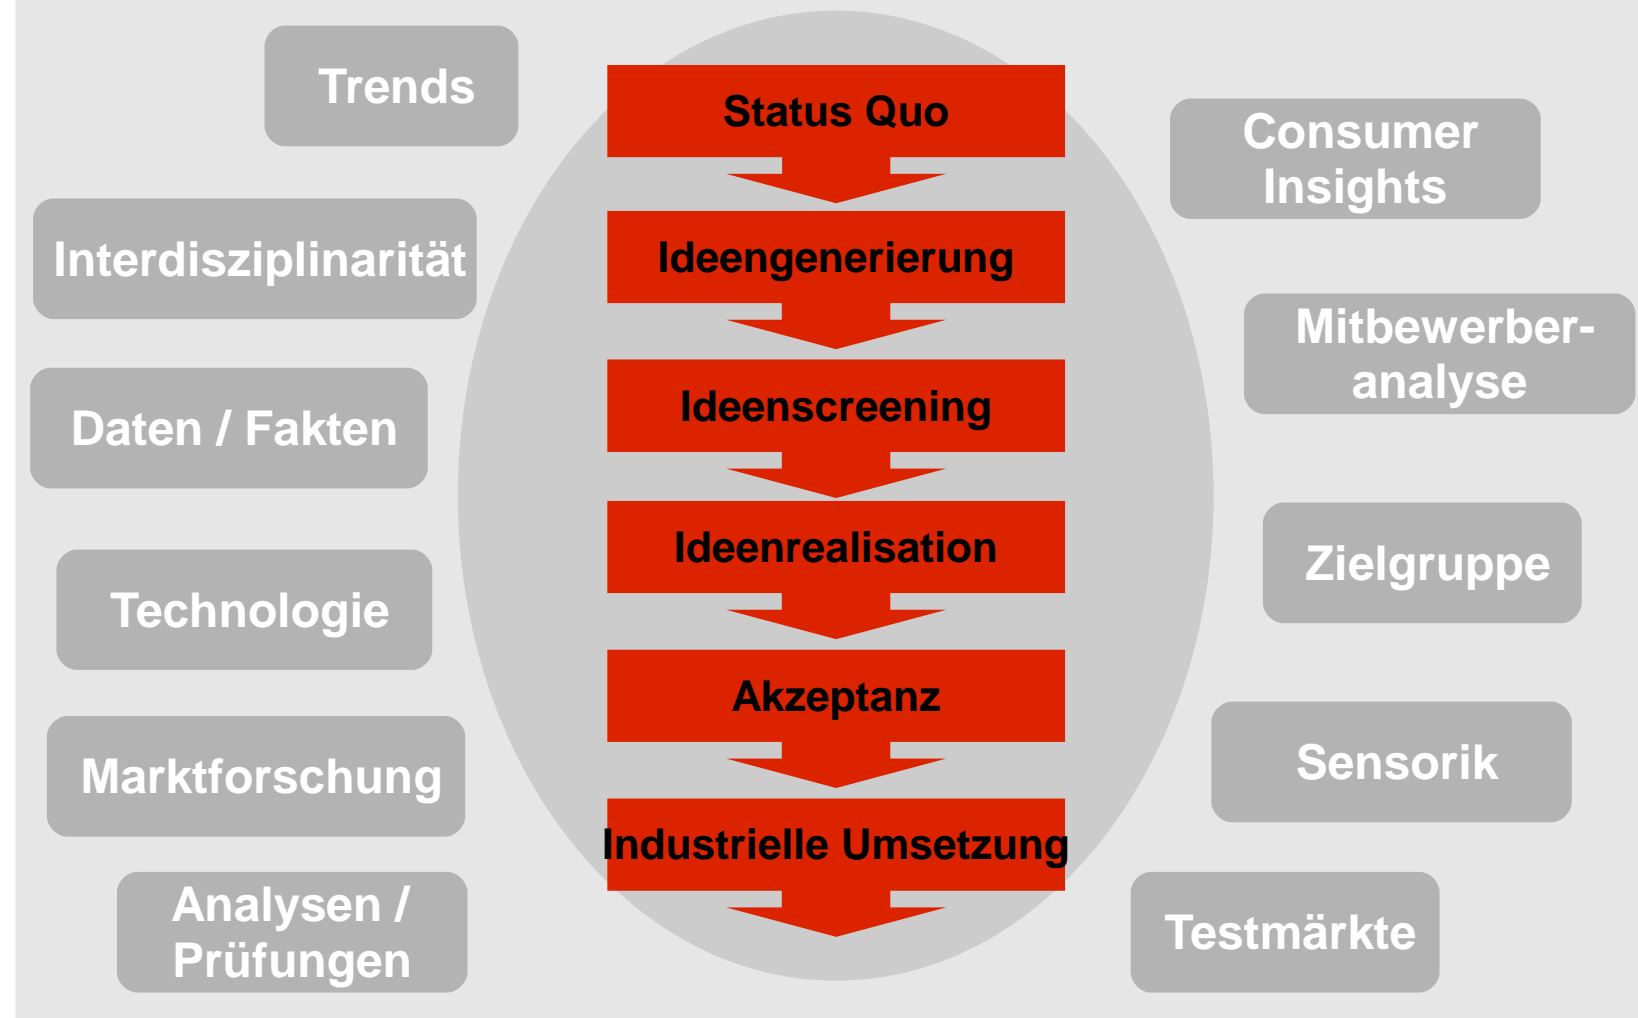 Trends
Interdisziplinarität
Daten / Fakten
Technologie
Marktforschung
Analysen /
Prüfungen
Status Quo
Ideengenerierung
Ideenscreening
Ideenrealisation
Akzeptanz
Industrielle Umsetzung
Consumer
Insights
Mitbewerber-
analyse
Zielgruppe
Sensorik
Testmärkte